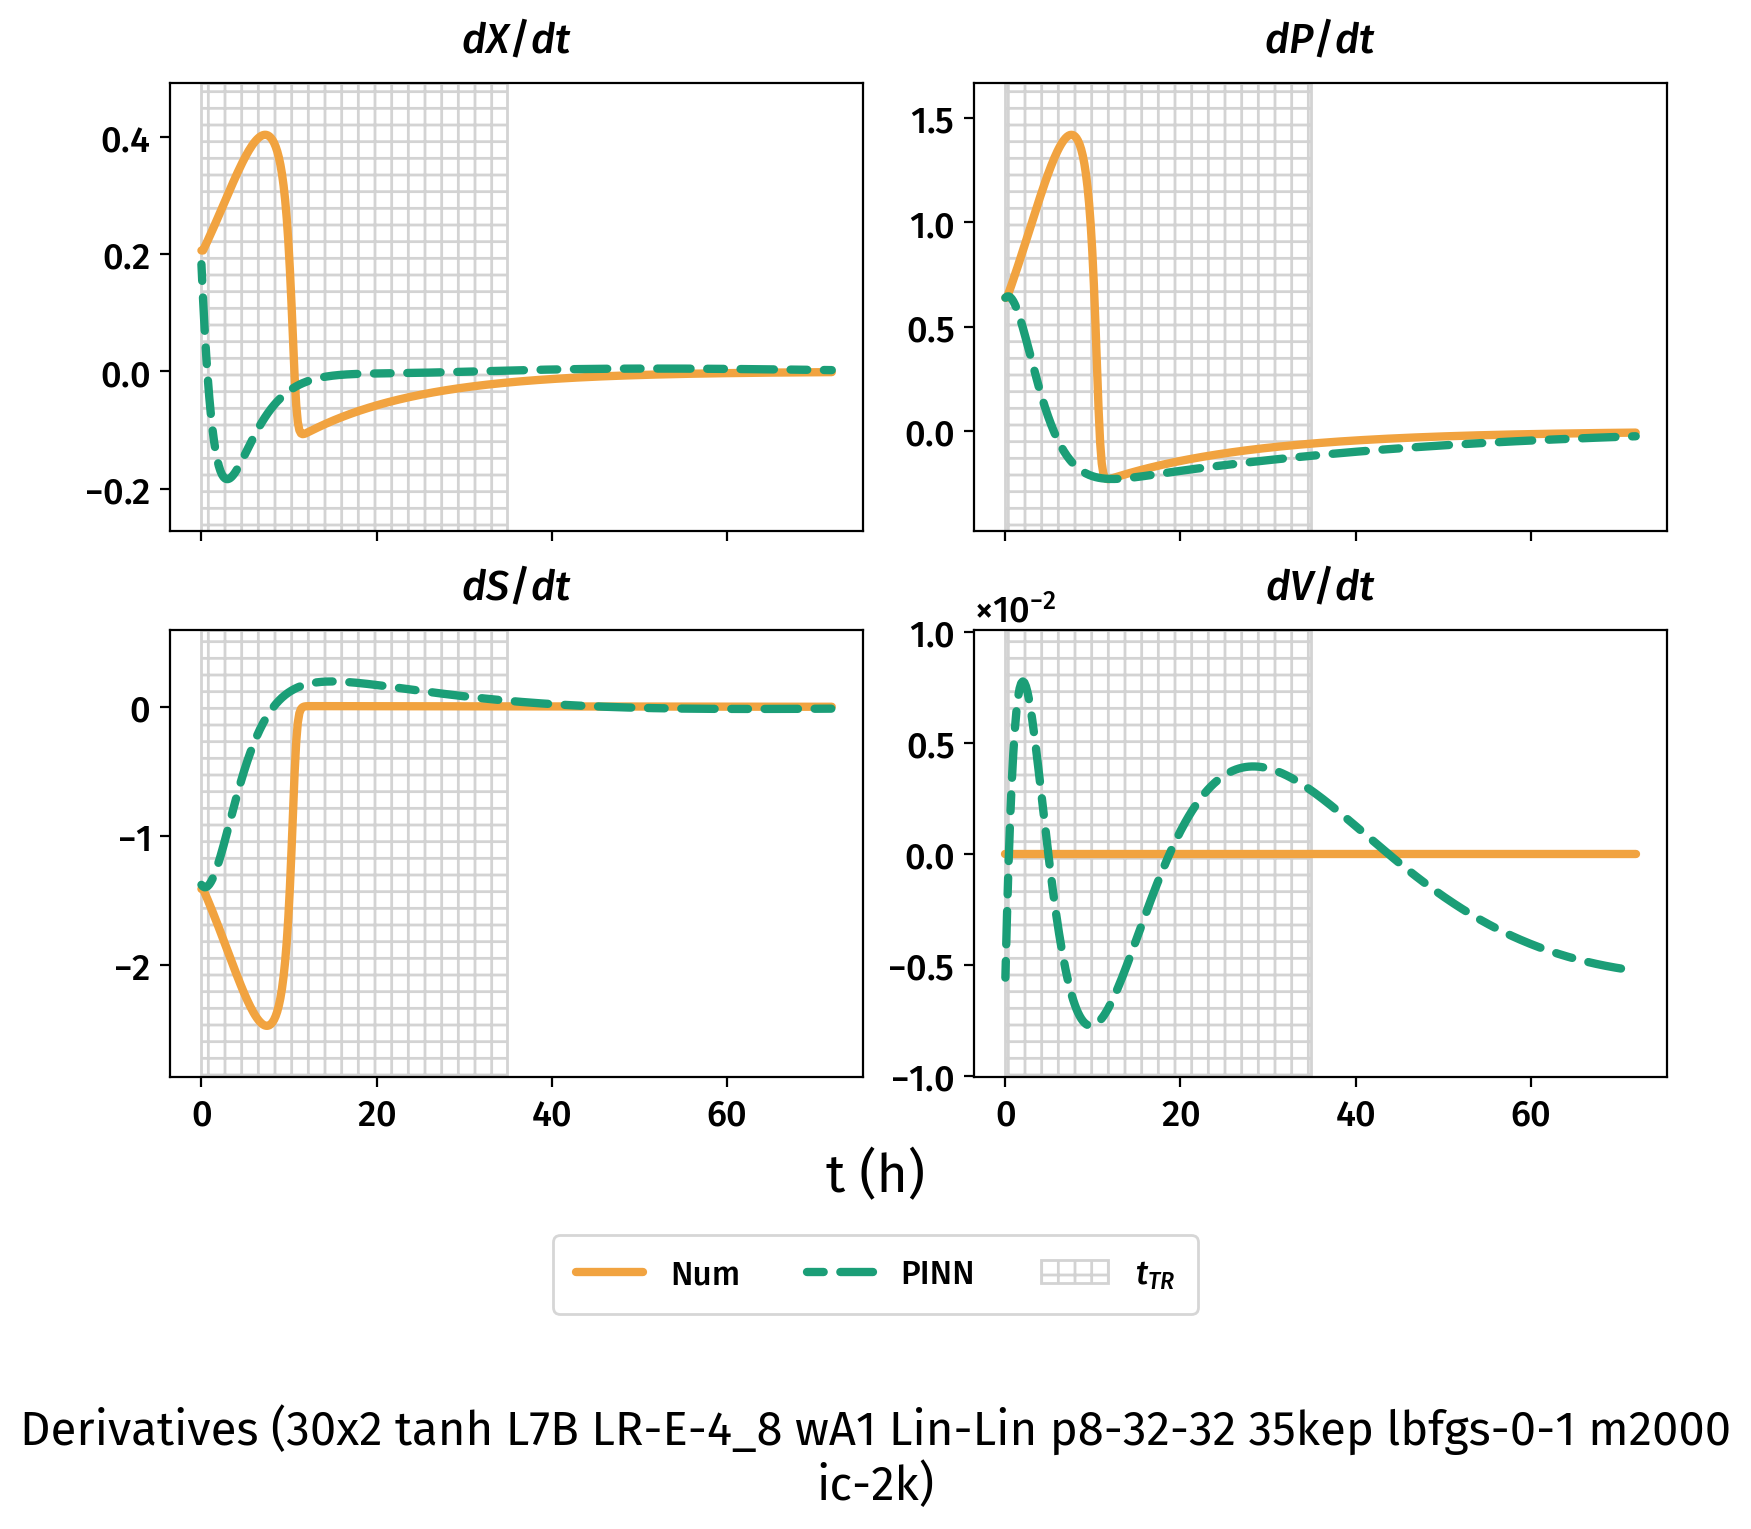 dX/dt
dP/dt
0.4
0.2
0.0
−0.2
1.5
1.0
0.5
0.0
dS/dt
dV/dt
×10⁻²
0
−1
−2
1.0
0.5
0.0
−0.5
−1.0
0 20 40 60
0 20 40 60
t (h)
Num PINN t_TR
Derivatives (30x2 tanh L7B LR-E-4_8 wA1 Lin-Lin p8-32-32 35kep lbfgs-0-1 m2000
ic-2k)